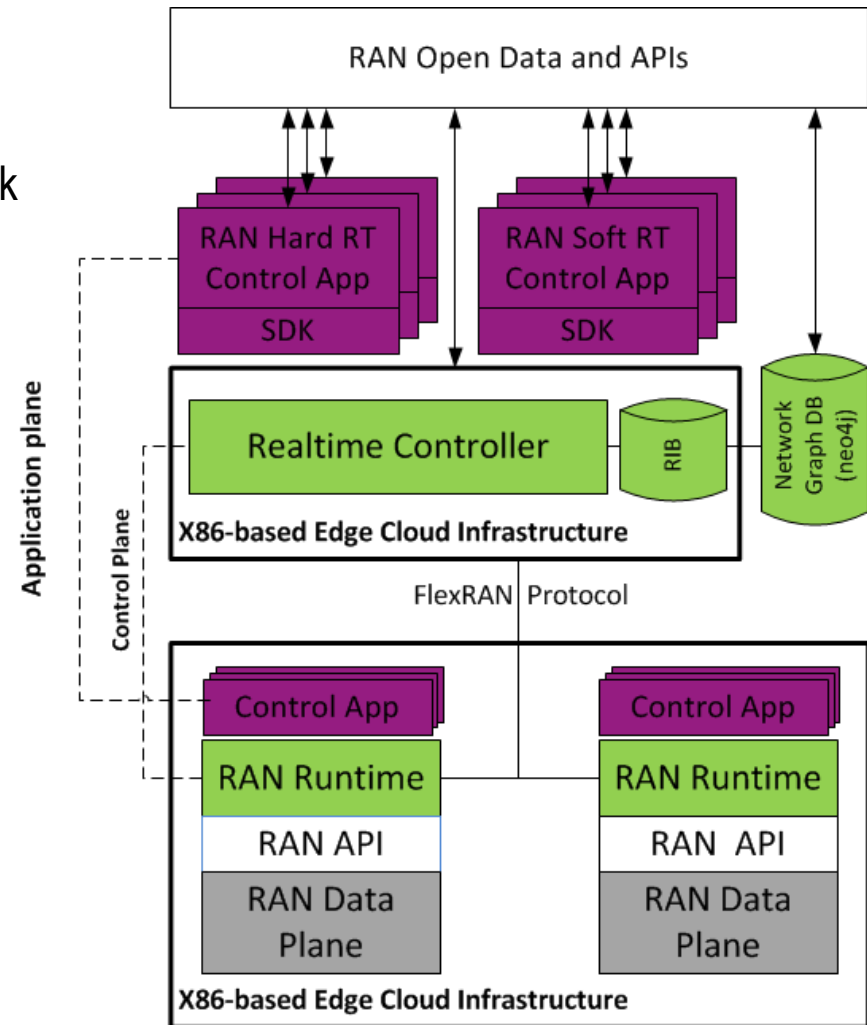 RAN Open Data and APIs
k
RAN Hard RT
Control App
SDK
RAN Soft RT
Control App
SDK
Application plane
Control Plane
Realtime Controller
RIB
Network
Graph DB
(neo4j)
X86-based Edge Cloud Infrastructure
FlexRAN Protocol
Control App
RAN Runtime
RAN API
RAN Data
Plane
Control App
RAN Runtime
RAN API
RAN Data
Plane
X86-based Edge Cloud Infrastructure